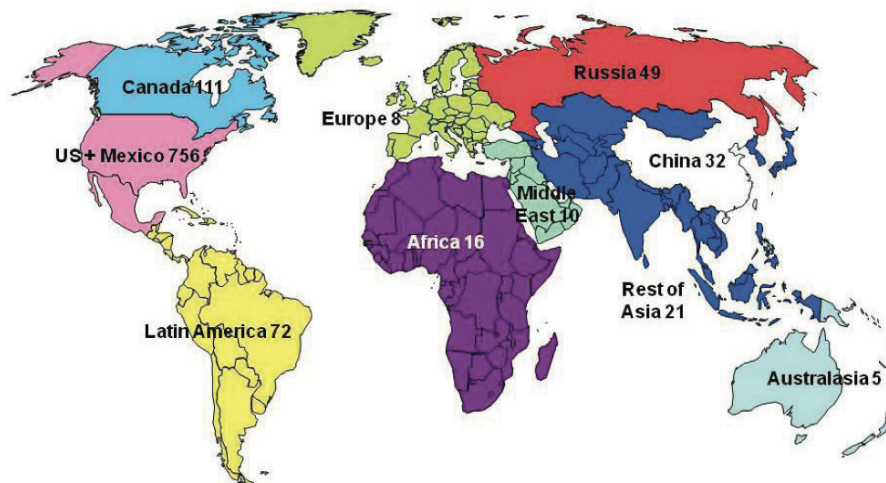 Canada 111
Russia 49
Europe 8
US + Mexico 756
China 32
Middle
East 10
Africa 16
Rest of
Asia 21
Latin America 72
Australasia 5